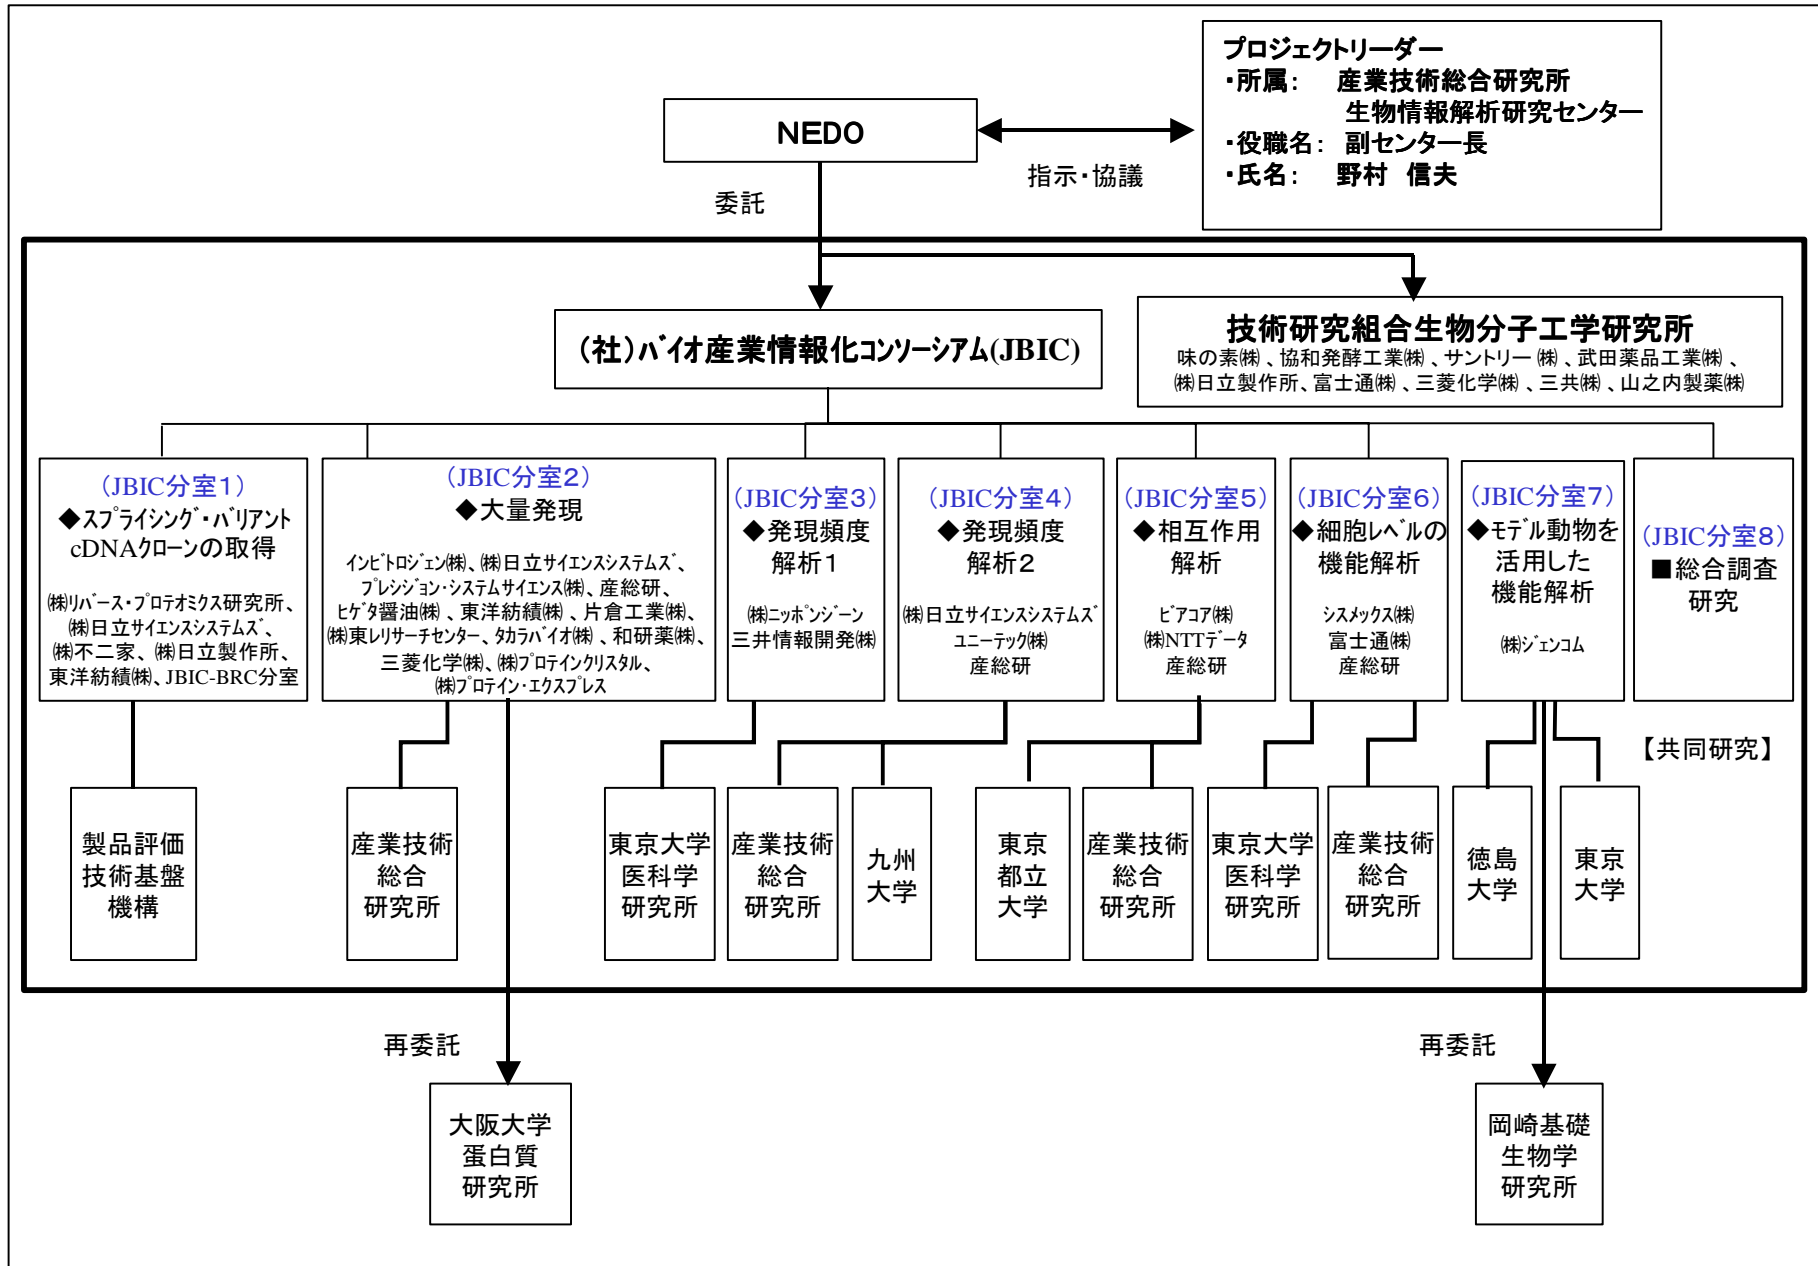 プロジェクトリーダー
・所属： 産業技術総合研究所
生物情報解析研究センター
・役職名： 副センター長
・氏名： 野村 信夫
NEDO
指示・協議
委託
（社）ﾊﾞｲｵ産業情報化ｺﾝｿｰｼｱﾑ(JBIC)
技術研究組合生物分子工学研究所
味の素㈱、協和発酵工業㈱、サントリー㈱、武田薬品工業㈱、
㈱日立製作所、富士通㈱、三菱化学㈱、三共㈱、山之内製薬㈱
（JBIC分室１）
◆ｽﾌﾟﾗｲｼﾝｸﾞ・ﾊﾞﾘｱﾝﾄ
cDNAｸﾛｰﾝの取得
㈱ﾘﾊﾞｰｽ・ﾌﾟﾛﾃｵﾐｸｽ研究所、
㈱日立ｻｲｴﾝｽｼｽﾃﾑｽﾞ、
㈱不二家、㈱日立製作所、
東洋紡績㈱、JBIC-BRC分室
（JBIC分室２）
◆大量発現
ｲﾝﾋﾞﾄﾛｼﾞｪﾝ㈱、㈱日立ｻｲｴﾝｽｼｽﾃﾑｽﾞ、
ﾌﾟﾚｼｼﾞｮﾝ・ｼｽﾃﾑｻｲｴﾝｽ㈱、産総研、
ﾋｹﾞﾀ醤油㈱、東洋紡績㈱、片倉工業㈱、
㈱東ﾚﾘｻｰﾁｾﾝﾀｰ、ﾀｶﾗﾊﾞｲｵ㈱、和研薬㈱、
三菱化学㈱、㈱ﾌﾟﾛﾃｲﾝｸﾘｽﾀﾙ、
㈱ﾌﾟﾛﾃｲﾝ・ｴｸｽﾌﾟﾚｽ
（JBIC分室３）
◆発現頻度
解析１
㈱ﾆｯﾎﾟﾝｼﾞｰﾝ
三井情報開発㈱
（JBIC分室４）
◆発現頻度
解析２
㈱日立ｻｲｴﾝｽｼｽﾃﾑｽﾞ
ﾕﾆｰﾃｯｸ㈱
産総研
（JBIC分室５）
◆相互作用
解析
ﾋﾞｱｺｱ㈱
㈱NTTﾃﾞｰﾀ
産総研
（JBIC分室６）
◆細胞ﾚﾍﾞﾙの
機能解析
ｼｽﾒｯｸｽ㈱
富士通㈱
産総研
（JBIC分室７）
◆ﾓﾃﾞﾙ動物を
活用した
機能解析
㈱ｼﾞｪﾝｺﾑ
（JBIC分室８）
■総合調査
研究
【共同研究】
製品評価
技術基盤
機構
産業技術
総合
研究所
東京大学
医科学
研究所
産業技術
総合
研究所
九州
大学
東京
都立
大学
産業技術
総合
研究所
東京大学
医科学
研究所
産業技術
総合
研究所
徳島
大学
東京
大学
再委託
再委託
大阪大学
蛋白質
研究所
岡崎基礎
生物学
研究所